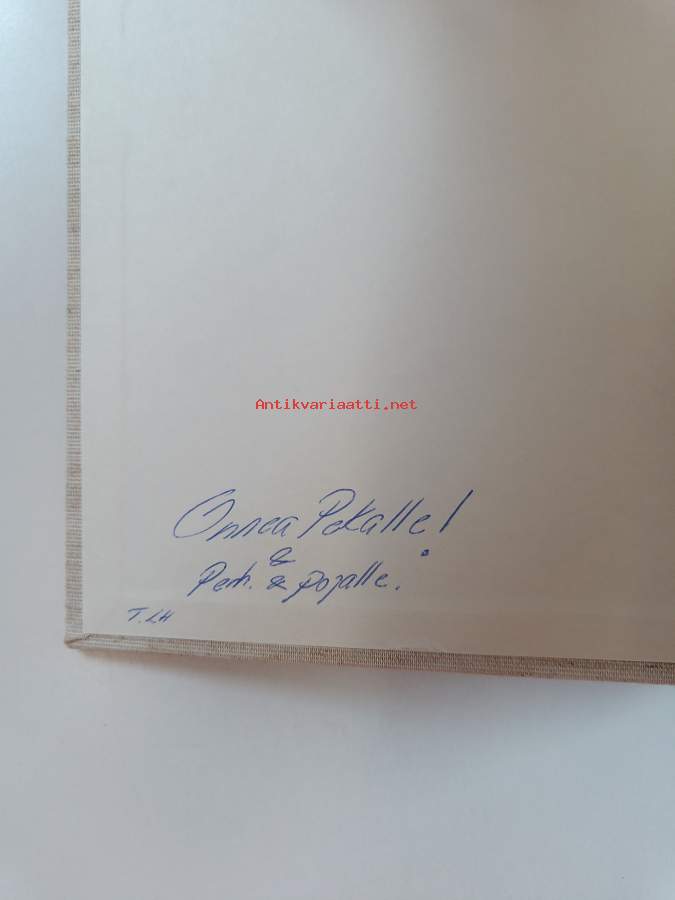 Antikvariaatti.net
Onnea Pekalle!
&
Perh. & pojalle.
T. LH